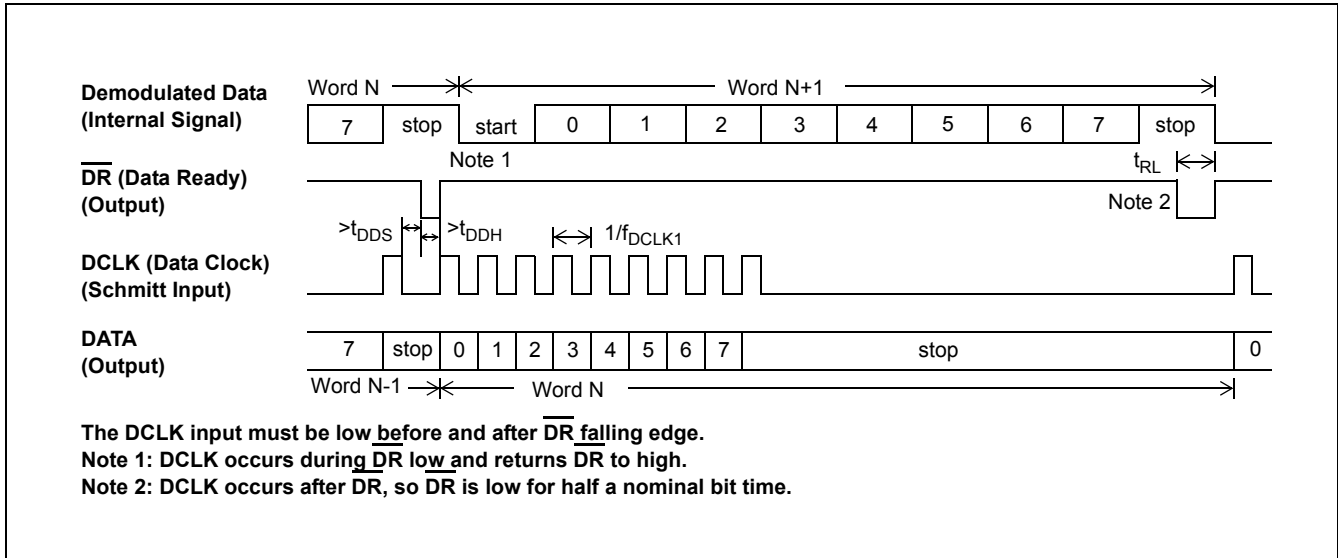 Demodulated Data
(Internal Signal)
Word N
Word N+1
7 stop start 0 1 2 3 4 5 6 7 stop
Note 1
tRL
DR (Data Ready)
(Output)
Note 2
>tDDS >tDDH 1/fDCLK1
DCLK (Data Clock)
(Schmitt Input)
DATA
(Output)
7 stop 0 1 2 3 4 5 6 7 stop 0
Word N-1 Word N
The DCLK input must be low before and after DR falling edge.
Note 1: DCLK occurs during DR low and returns DR to high.
Note 2: DCLK occurs after DR, so DR is low for half a nominal bit time.